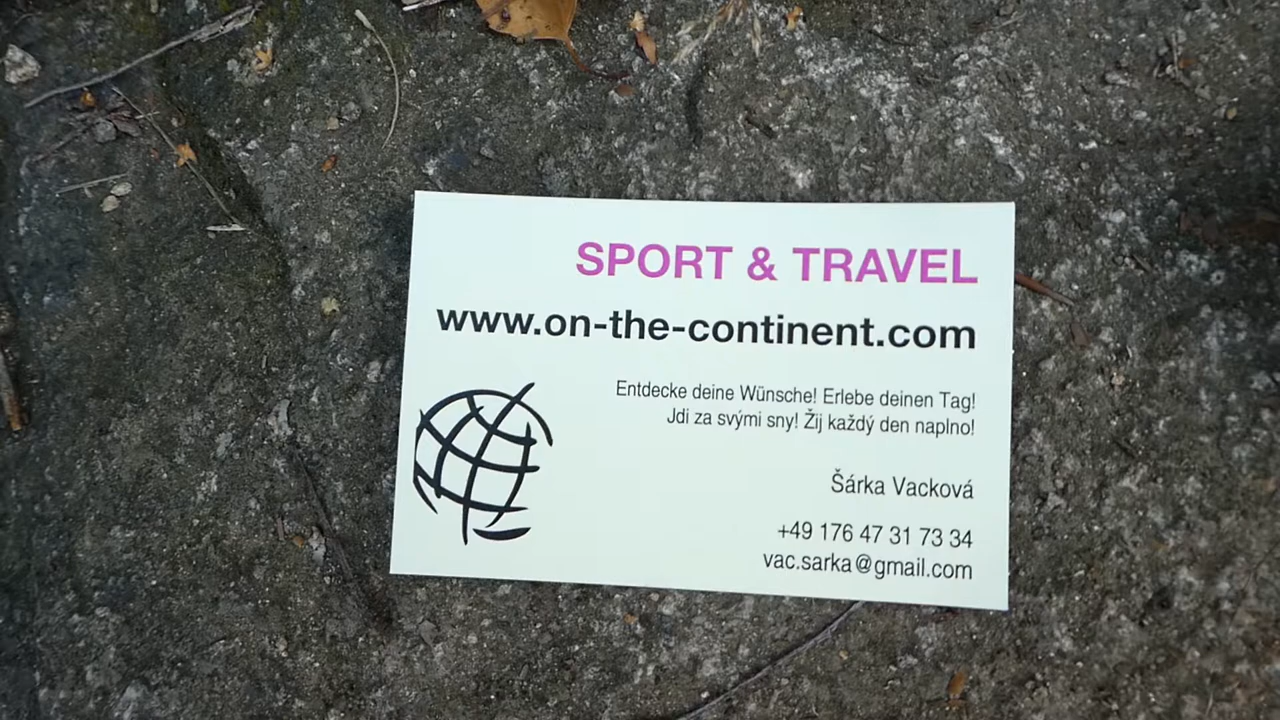 SPORT & TRAVEL
www.on-the-continent.com
Entdecke deine Wünsche! Erlebe deinen Tag!
Jdi za svými sny! Žij každý den naplno!
Šárka Vacková
+49 176 47 31 73 34
vac.sarka@gmail.com